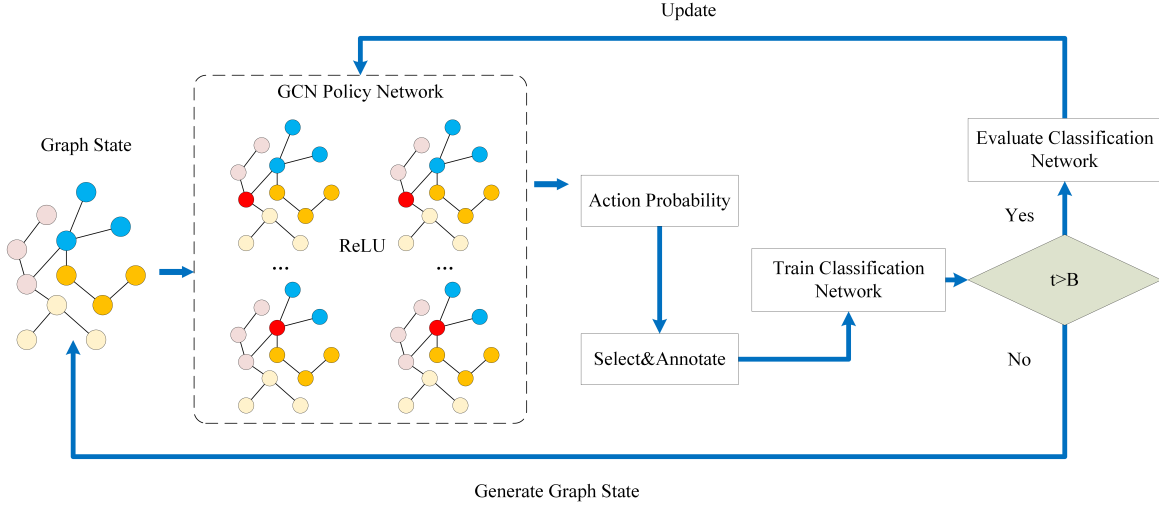 Update
GCN Policy Network
Graph State
ReLU
...
...
Action Probability
Select&Annotate
Train Classification
Network
Evaluate Classification
Network
Yes
t>B
No
Generate Graph State